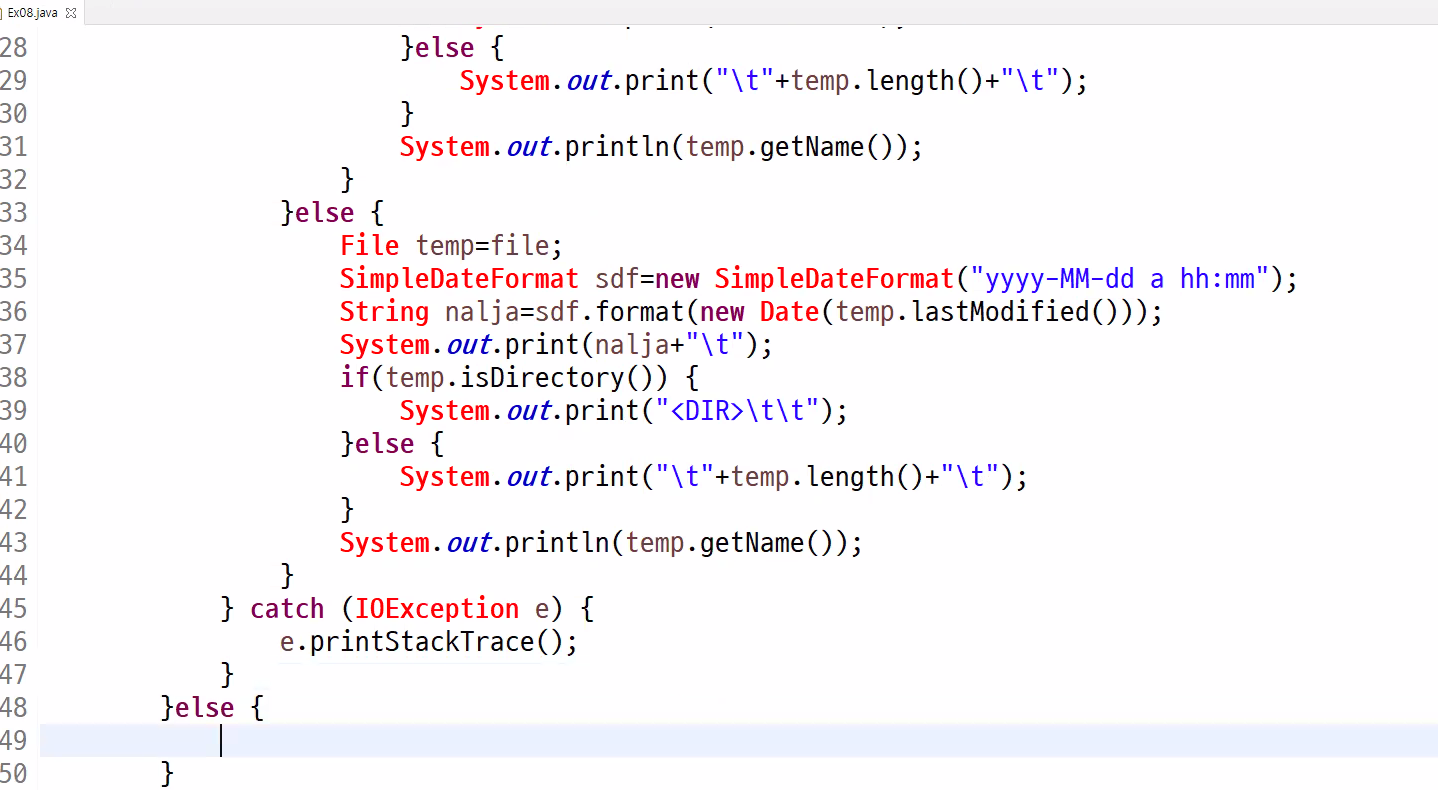 Ex08.java
28 }else {
29 System.out.print("\t"+temp.length()+"\t");
30 }
31 System.out.println(temp.getName());
32 }
33 }else {
34 File temp=file;
35 SimpleDateFormat sdf=new SimpleDateFormat("yyyy-MM-dd a hh:mm");
36 String nalja=sdf.format(new Date(temp.lastModified()));
37 System.out.print(nalja+"\t");
38 if(temp.isDirectory()) {
39 System.out.print("<DIR>\t\t");
40 }else {
41 System.out.print("\t"+temp.length()+"\t");
42 }
43 System.out.println(temp.getName());
44 }
45 } catch (IOException e) {
46 e.printStackTrace();
47 }
48 }else {
49
50 }